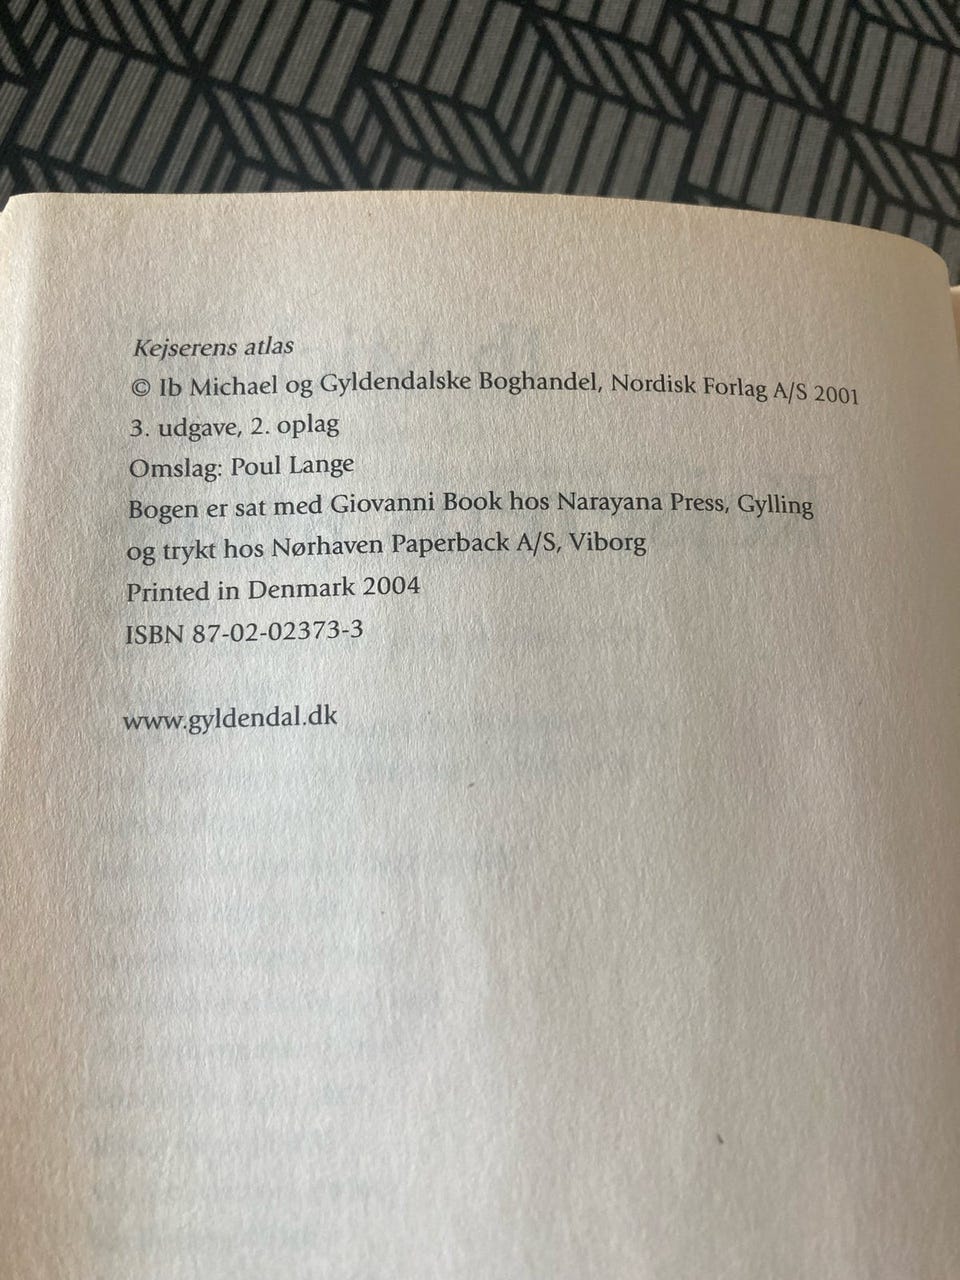 Kejserens atlas
© Ib Michael og Gyldendalske Boghandel, Nordisk Forlag A/S 2001
3. udgave, 2. oplag
Omslag: Poul Lange
Bogen er sat med Giovanni Book hos Narayana Press, Gylling
og trykt hos Nørhaven Paperback A/S, Viborg
Printed in Denmark 2004
ISBN 87-02-02373-3
www.gyldendal.dk